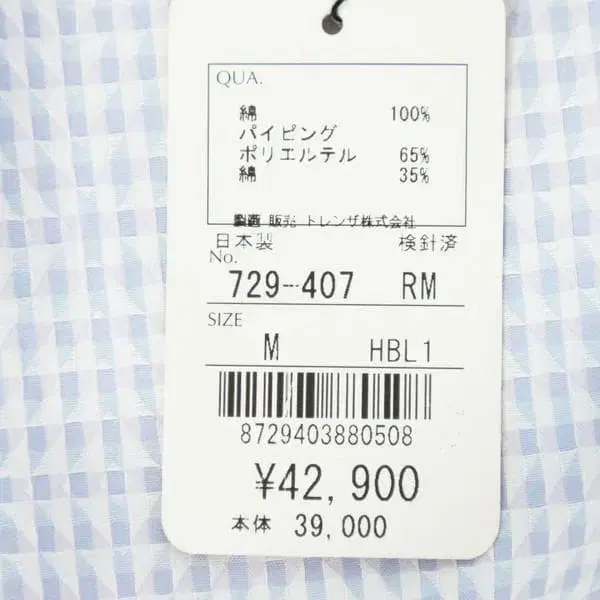 QUA.
綿 100%
パイピング
ポリエルテル 65%
綿 35%
製造 販売 トレンザ株式会社
日本製 検針済
No.
729-407 RM
SIZE
M HBL1
8729403880508
¥42,900
本体 39,000